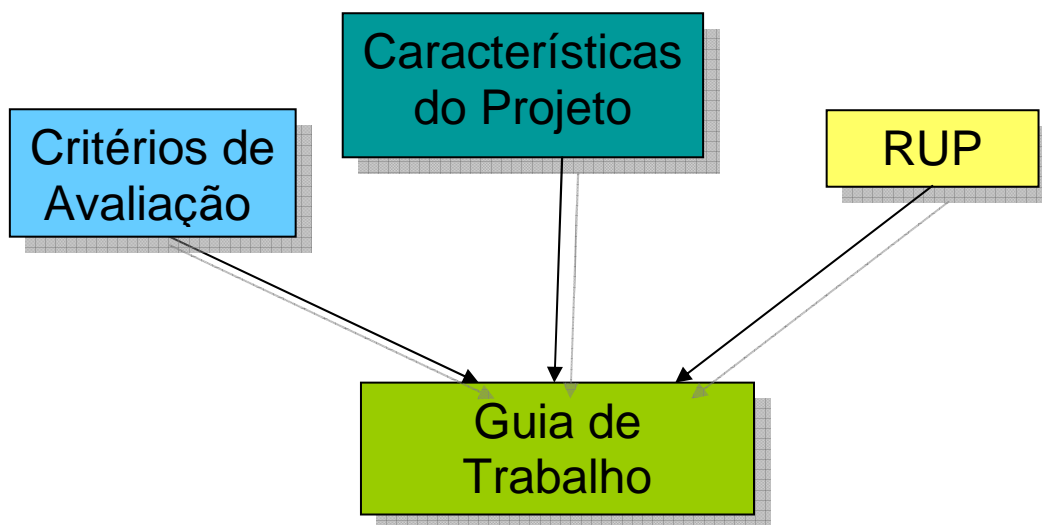 Características
do Projeto
Critérios de
Avaliação
RUP
Guia de
Trabalho